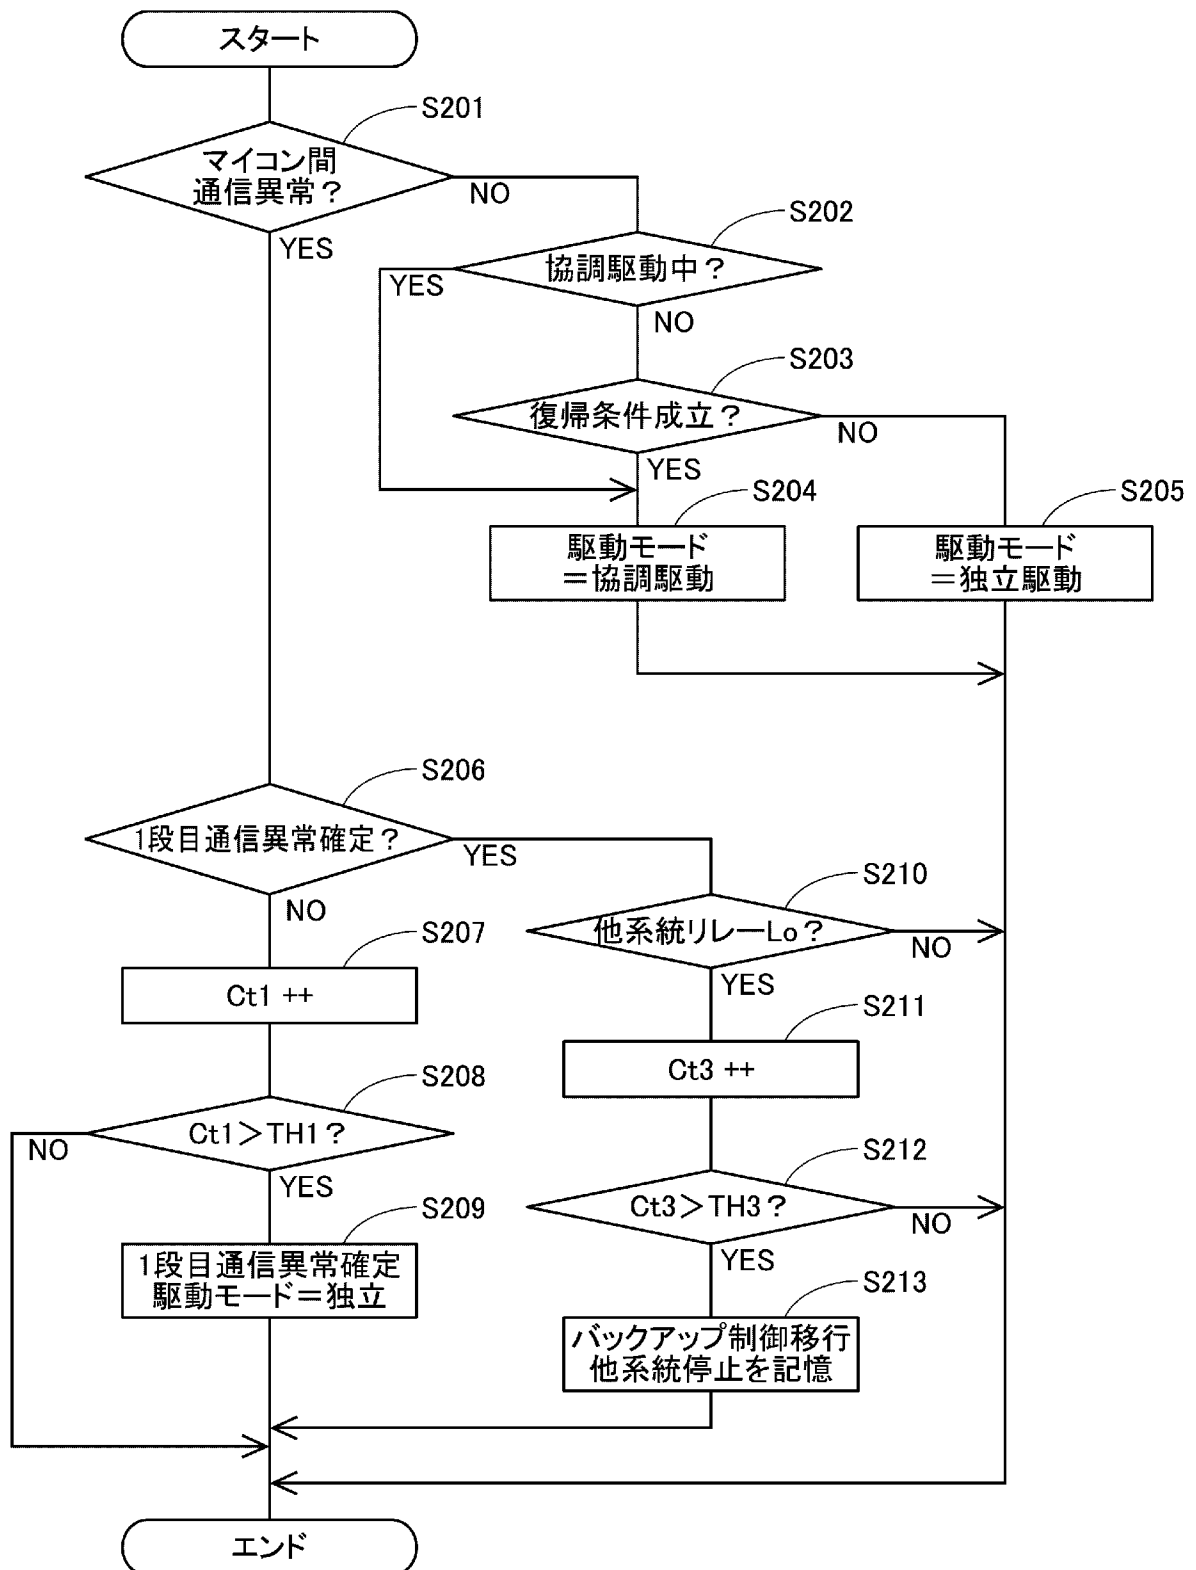 スタート
S201
マイコン間
通信異常？
NO
YES
S202
協調駆動中？
YES
NO
S203
復帰条件成立？
NO
YES
S204
駆動モード
＝協調駆動
S205
駆動モード
＝独立駆動
S206
1段目通信異常確定？
YES
NO
S207
Ct1 ++
S208
Ct1＞TH1？
NO
YES
S209
1段目通信異常確定
駆動モード＝独立
S210
他系統リレーLo？
NO
YES
S211
Ct3 ++
S212
Ct3＞TH3？
NO
YES
S213
バックアップ制御移行
他系統停止を記憶
エンド